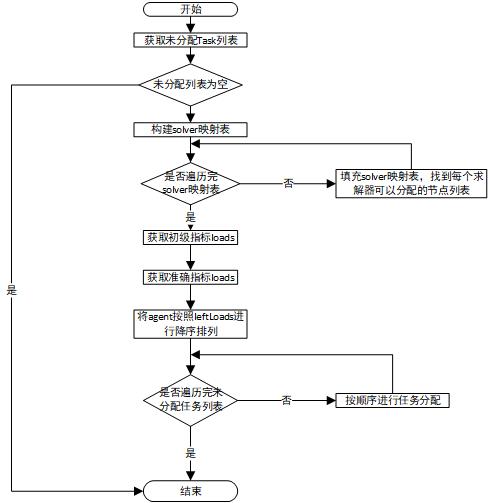 开始
获取未分配Task列表
未分配列表为空
构建solver映射表
是否遍历完
solver映射表
否
填充solver映射表，找到每个求
解器可以分配的节点列表
是
获取初级指标loads
获取准确指标loads
是
将agent按照leftLoads进
行降序排列
是否遍历完未
分配任务列表
否
按顺序进行任务分配
是
结束